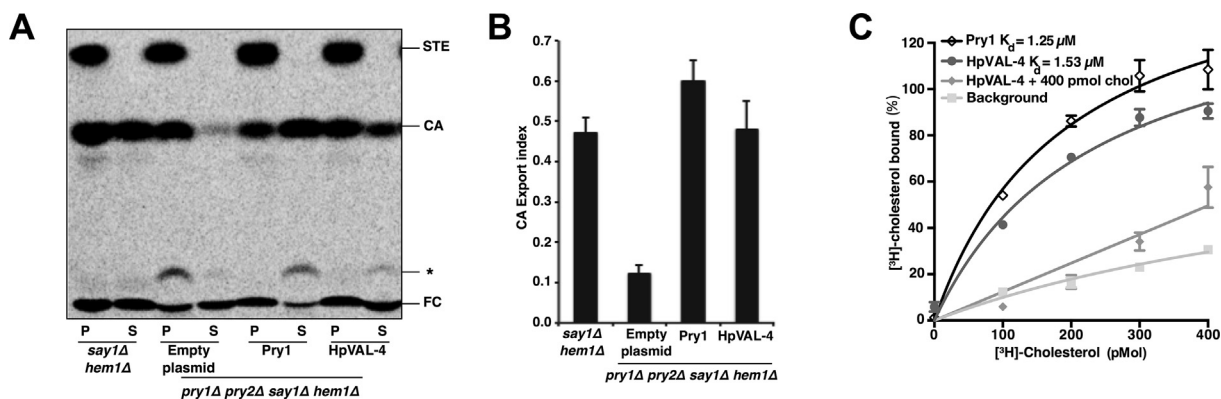 A
STE
CA
*
FC
P S P S P S P S
say1Δ hem1Δ
Empty plasmid
Pry1
HpVAL-4
pry1Δ pry2Δ say1Δ hem1Δ
B
CA Export index
0.7
0.6
0.5
0.4
0.3
0.2
0.1
0.0
say1Δ hem1Δ
Empty plasmid
Pry1
HpVAL-4
pry1Δ pry2Δ say1Δ hem1Δ
C
[³H]-cholesterol bound (%)
120
100
80
60
40
20
0
Pry1 Kd = 1.25 µM
HpVAL-4 Kd = 1.53 µM
HpVAL-4 + 400 pmol chol
Background
0 100 200 300 400
[³H]-Cholesterol (pMol)